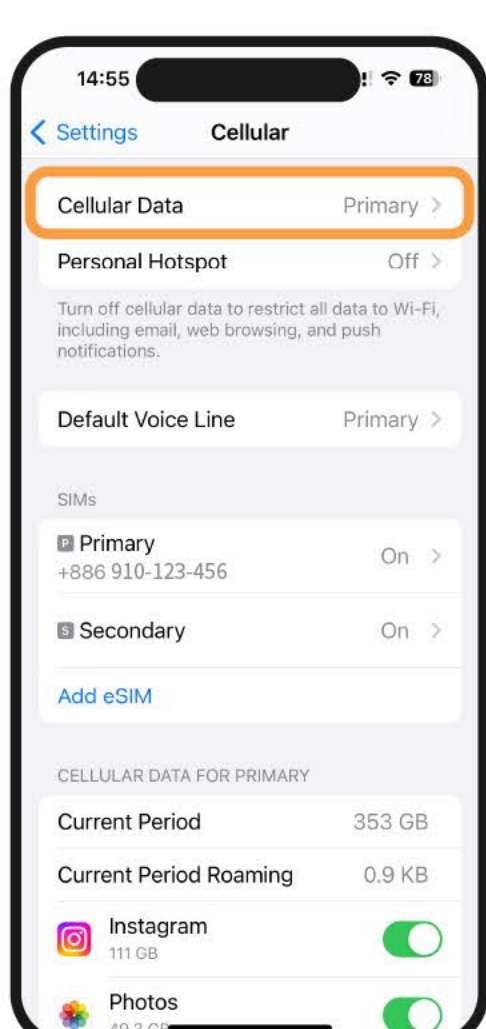 14:55
78
Settings
Cellular
Cellular Data
Primary
Personal Hotspot
Off
Turn off cellular data to restrict all data to Wi-Fi,
including email, web browsing, and push
notifications.
Default Voice Line
Primary
SIMs
P Primary
On
+886 910-123-456
S Secondary
On
Add eSIM
CELLULAR DATA FOR PRIMARY
Current Period
353 GB
Current Period Roaming
0.9 KB
Instagram
111 GB
Photos
49.3 GB